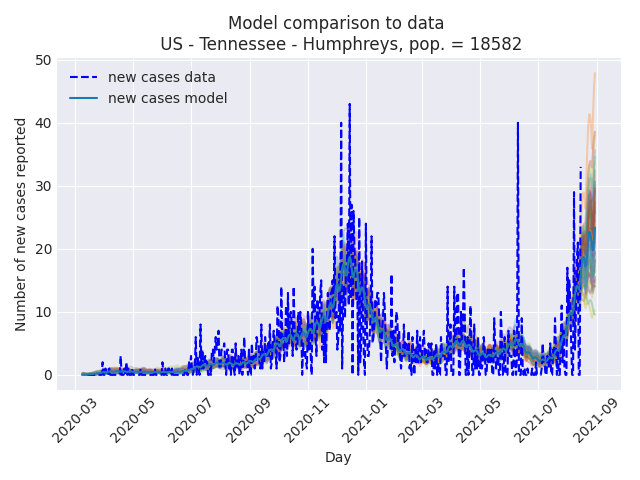 Model comparison to data
US - Tennessee - Humphreys, pop. = 18582
new cases data
new cases model
Number of new cases reported
50
40
30
20
10
0
2020-03
2020-05
2020-07
2020-09
2020-11
2021-01
2021-03
2021-05
2021-07
2021-09
Day